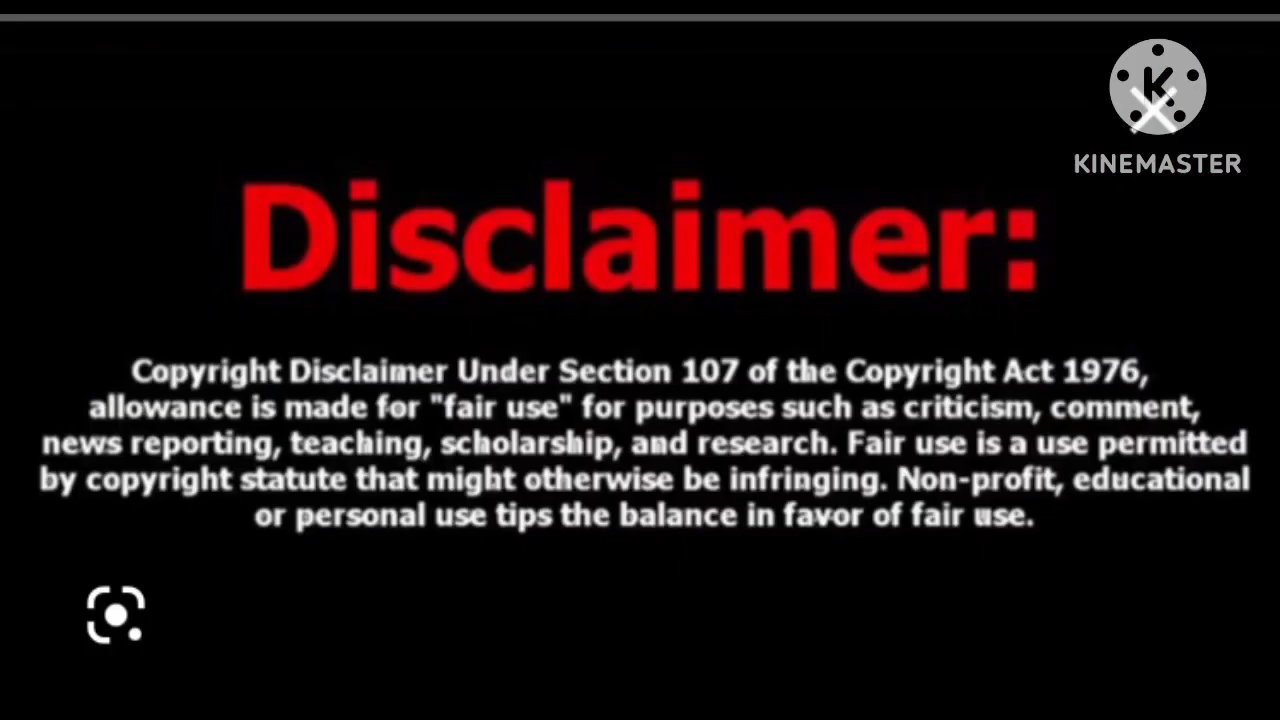 KINEMASTER
Disclaimer:
Copyright Disclaimer Under Section 107 of the Copyright Act 1976,
allowance is made for "fair use" for purposes such as criticism, comment,
news reporting, teaching, scholarship, and research. Fair use is a use permitted
by copyright statute that might otherwise be infringing. Non-profit, educational
or personal use tips the balance in favor of fair use.